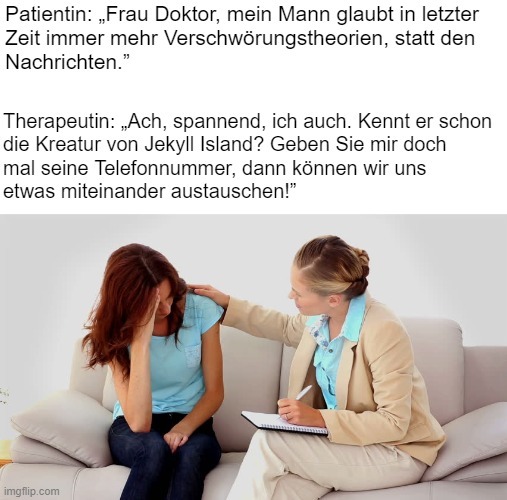 Patientin: „Frau Doktor, mein Mann glaubt in letzter
Zeit immer mehr Verschwörungstheorien, statt den
Nachrichten.”
Therapeutin: „Ach, spannend, ich auch. Kennt er schon
die Kreatur von Jekyll Island? Geben Sie mir doch
mal seine Telefonnummer, dann können wir uns
etwas miteinander austauschen!”
imgflip.com